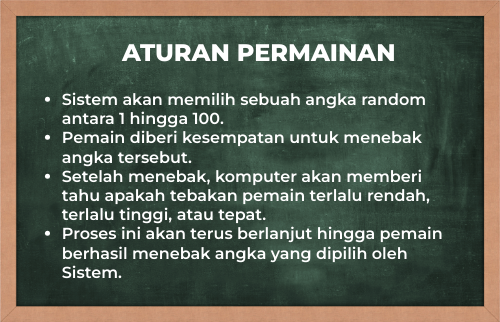 ATURAN PERMAINAN
• Sistem akan memilih sebuah angka random
antara 1 hingga 100.
• Pemain diberi kesempatan untuk menebak
angka tersebut.
• Setelah menebak, komputer akan memberi
tahu apakah tebakan pemain terlalu rendah,
terlalu tinggi, atau tepat.
• Proses ini akan terus berlanjut hingga pemain
berhasil menebak angka yang dipilih oleh
Sistem.